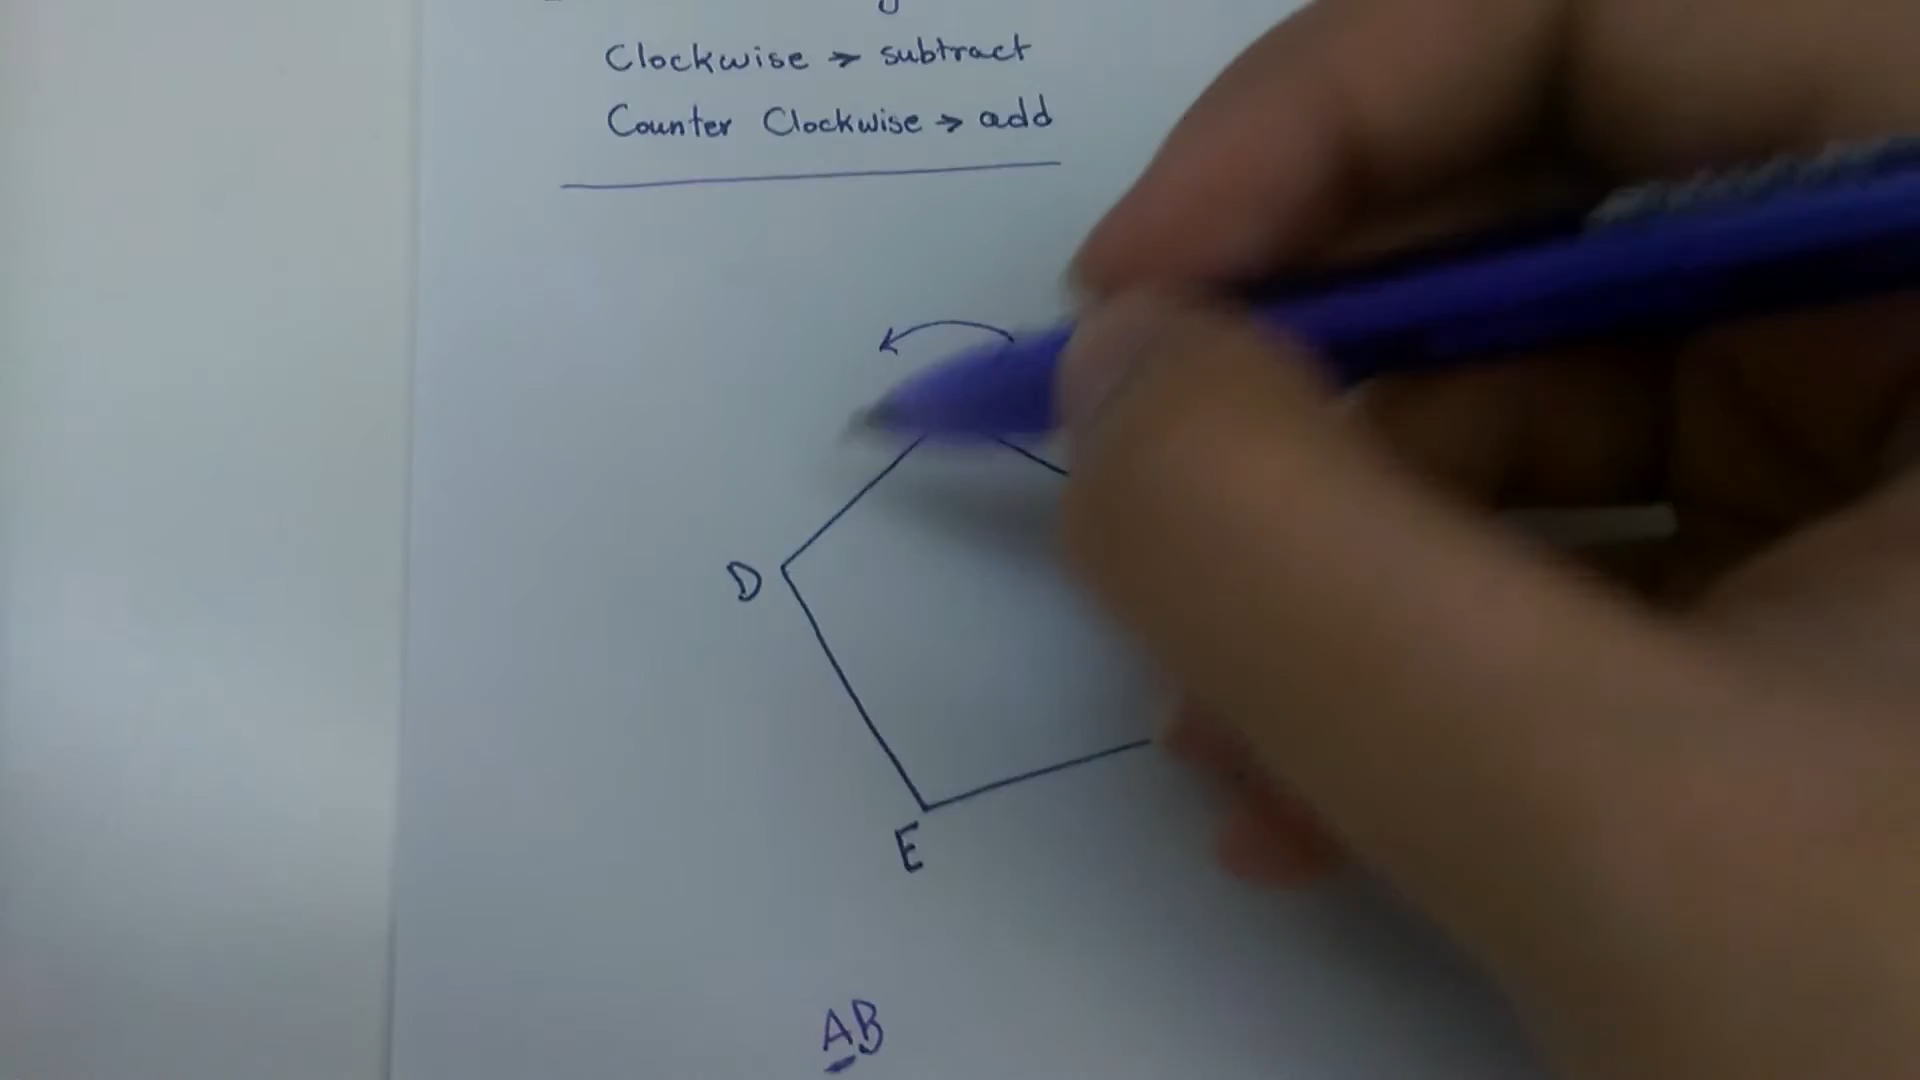 Clockwise → subtract
Counter Clockwise → add
D
E
AB